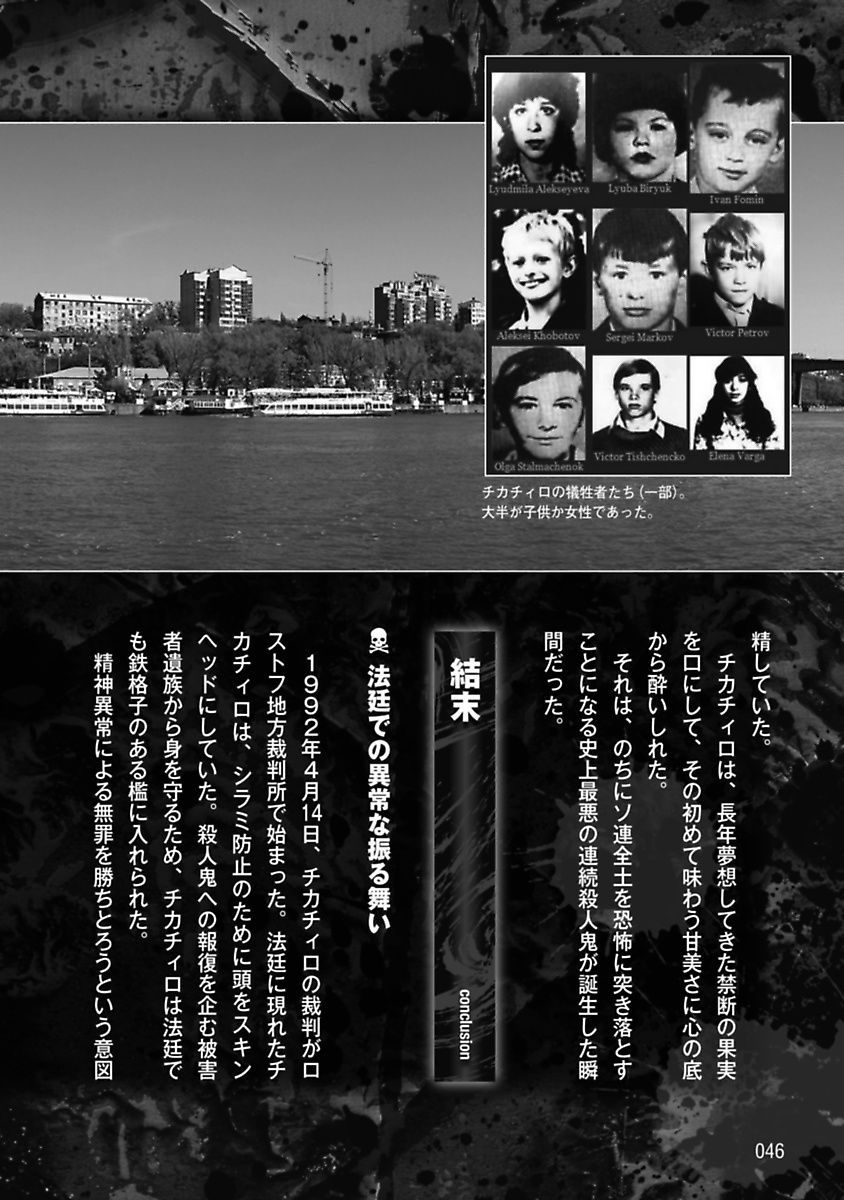 Lyudmila Alekseyeva
Lyuba Biryuk
Ivan Fomin
Aleksei Khobotov
Sergei Markov
Victor Petrov
Olga Stalmachenok
Victor Tishchencko
Elena Varga
チカチィロの犠牲者たち（一部）。
大半が子供か女性であった。
精していた。
チカチィロは、長年夢想してきた禁断の果実
を口にして、その初めて味わう甘美さに心の底
から酔いしれた。
それは、のちにソ連全土を恐怖に突き落とす
ことになる史上最悪の連続殺人鬼が誕生した瞬
間だった。
結末
conclusion
法廷での異常な振る舞い
1992年4月14日、チカチィロの裁判がロ
ストフ地方裁判所で始まった。法廷に現れたチ
カチィロは、シラミ防止のために頭をスキン
ヘッドにしていた。殺人鬼への報復を企む被害
者遺族から身を守るため、チカチィロは法廷で
も鉄格子のある檻に入れられた。
精神異常による無罪を勝ちとろうという意図
046